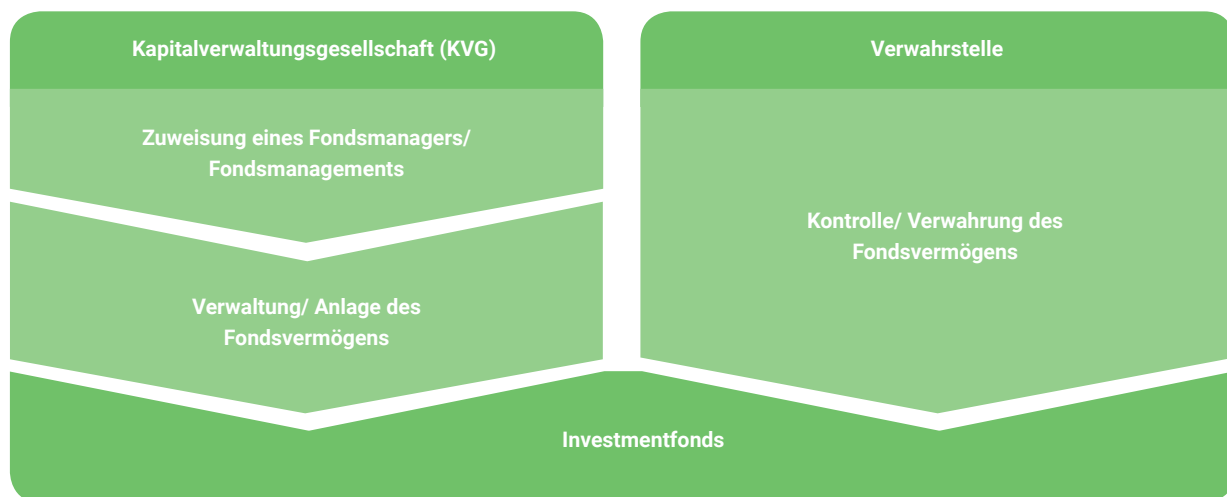 Kapitalverwaltungsgesellschaft (KVG)
Zuweisung eines Fondsmanagers/
Fondsmanagements
Verwaltung/ Anlage des
Fondsvermögens
Verwahrstelle
Kontrolle/ Verwahrung des
Fondsvermögens
Investmentfonds